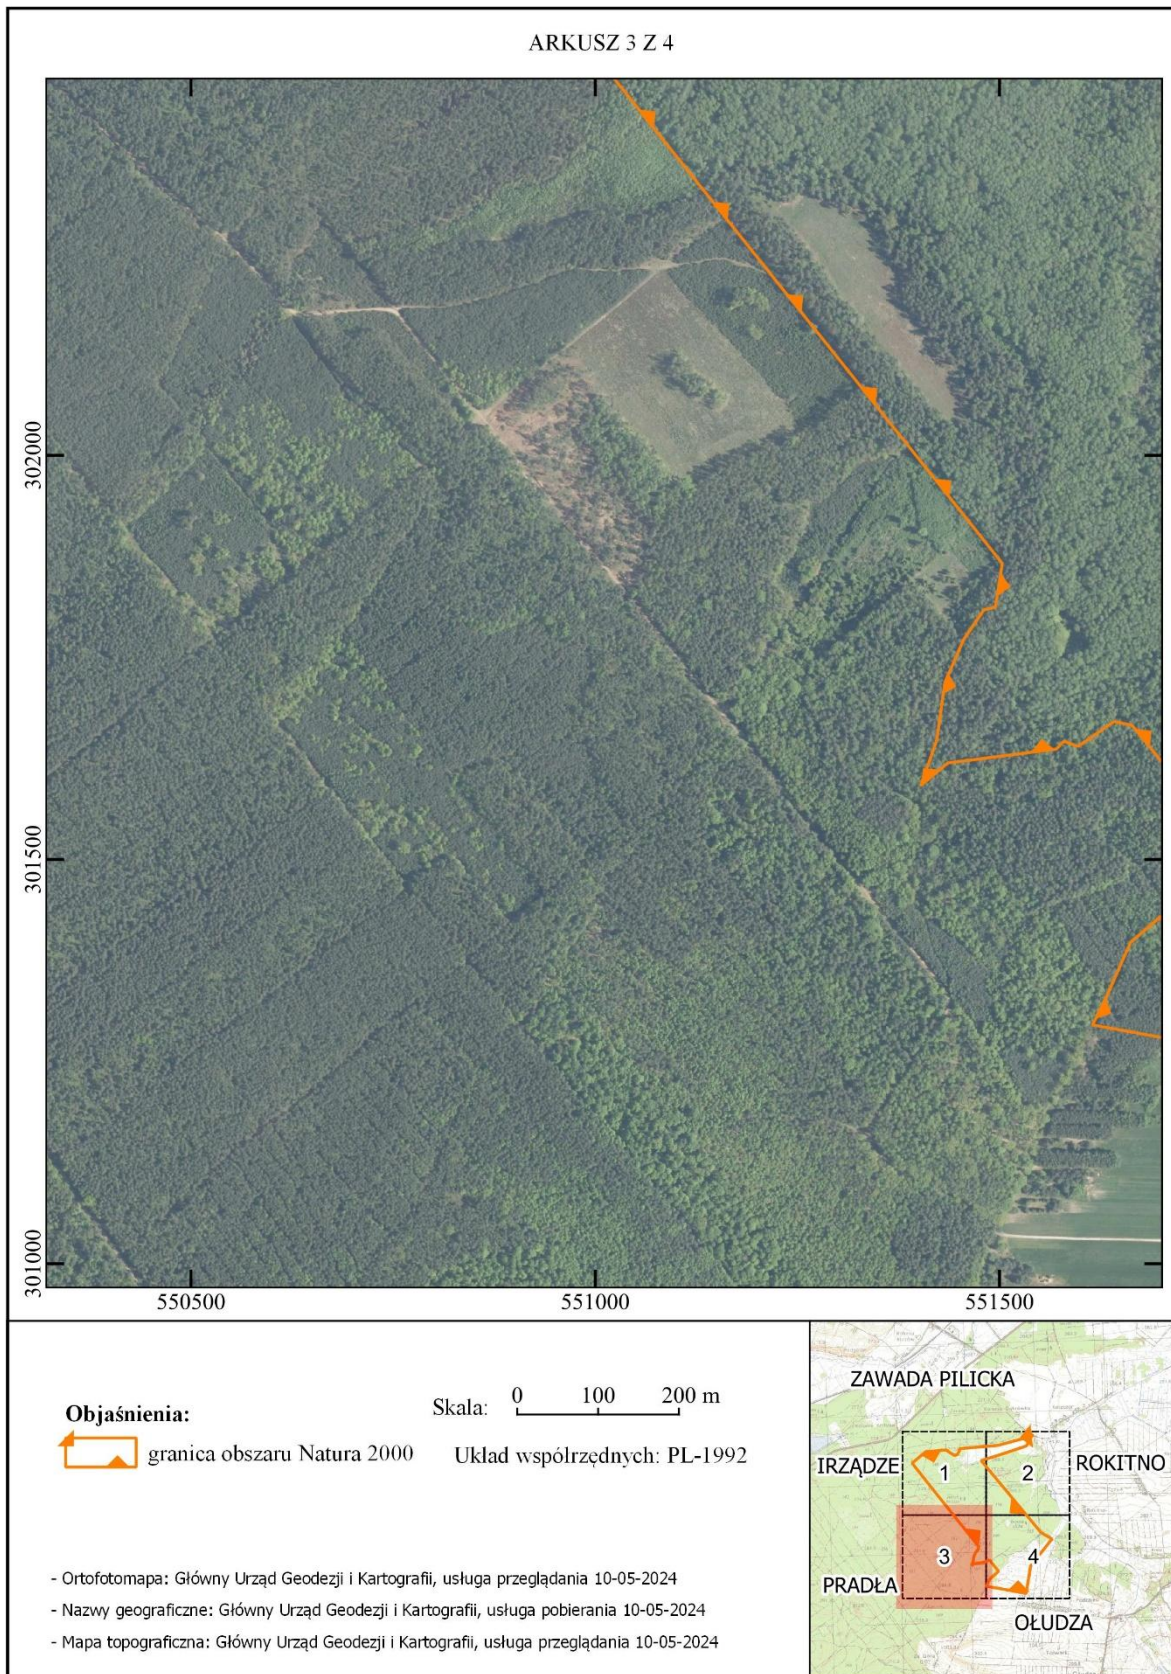 ARKUSZ 3 Z 4
302000
301500
301000
550500
551000
551500
Objaśnienia:
granica obszaru Natura 2000
Skala:
0 100 200 m
Układ współrzędnych: PL-1992
- Ortofotomapa: Główny Urząd Geodezji i Kartografii, usługa przeglądania 10-05-2024
- Nazwy geograficzne: Główny Urząd Geodezji i Kartografii, usługa pobierania 10-05-2024
- Mapa topograficzna: Główny Urząd Geodezji i Kartografii, usługa przeglądania 10-05-2024
ZAWADA PILICKA
IRZĄDZE
1
2
ROKITNO
3
4
PRADŁA
OŁUDZA